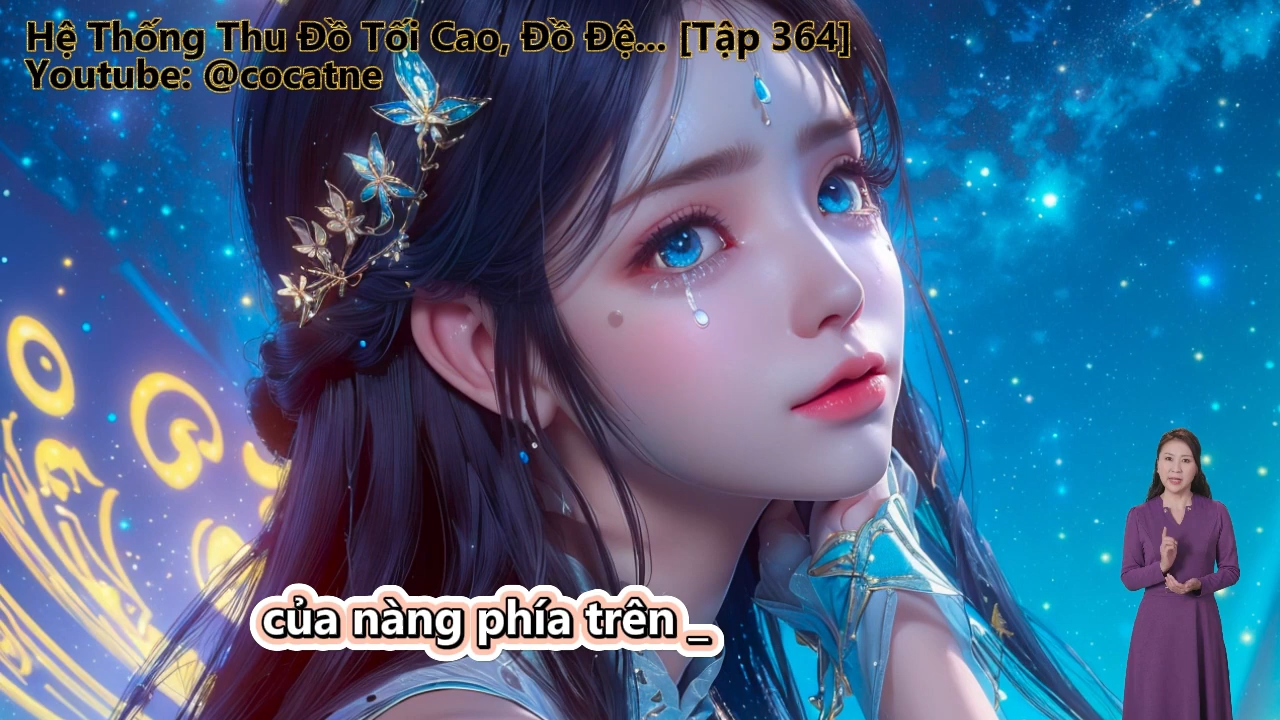 Hệ Thống Thu Đồ Tối Cao, Đồ Đệ... [Tập 364]
Youtube: @cocatne
của nàng phía trên _